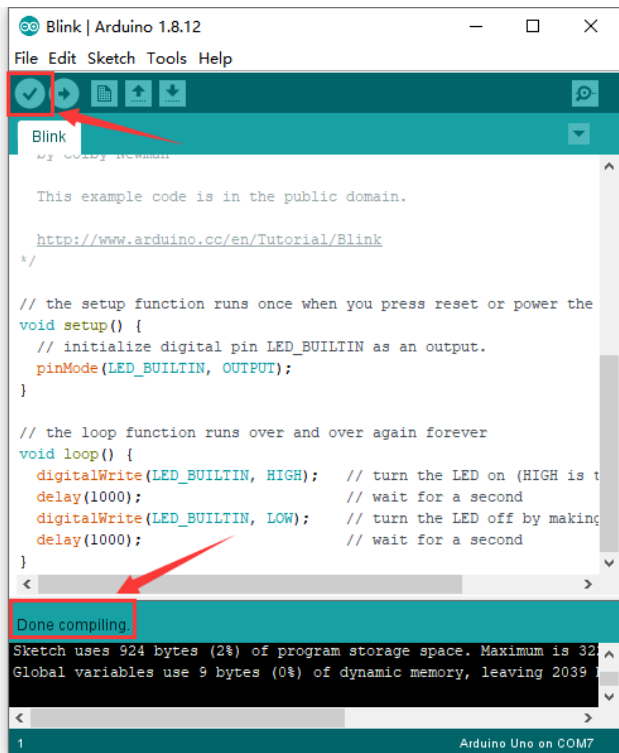 Blink | Arduino 1.8.12
File Edit Sketch Tools Help
Blink
by Colby Newman
This example code is in the public domain.
http://www.arduino.cc/en/Tutorial/Blink
*/
// the setup function runs once when you press reset or power the
void setup() {
// initialize digital pin LED_BUILTIN as an output.
pinMode(LED_BUILTIN, OUTPUT);
}
// the loop function runs over and over again forever
void loop() {
digitalWrite(LED_BUILTIN, HIGH); // turn the LED on (HIGH is t
delay(1000); // wait for a second
digitalWrite(LED_BUILTIN, LOW); // turn the LED off by making
delay(1000); // wait for a second
}
Done compiling.
Sketch uses 924 bytes (2%) of program storage space. Maximum is 32
Global variables use 9 bytes (0%) of dynamic memory, leaving 2039
1
Arduino Uno on COM7